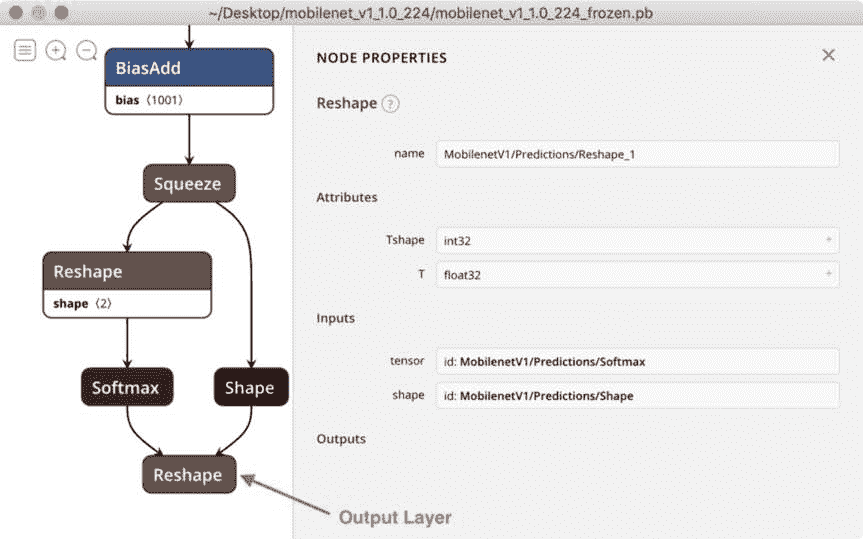 ~/Desktop/mobilenet_v1_1.0_224/mobilenet_v1_1.0_224_frozen.pb
BiasAdd
bias ⟨1001⟩
Squeeze
Reshape
shape ⟨2⟩
Softmax
Shape
Reshape
Output Layer
NODE PROPERTIES
Reshape ?
name MobilenetV1/Predictions/Reshape_1
Attributes
Tshape int32 +
T float32 +
Inputs
tensor id: MobilenetV1/Predictions/Softmax
shape id: MobilenetV1/Predictions/Shape
Outputs